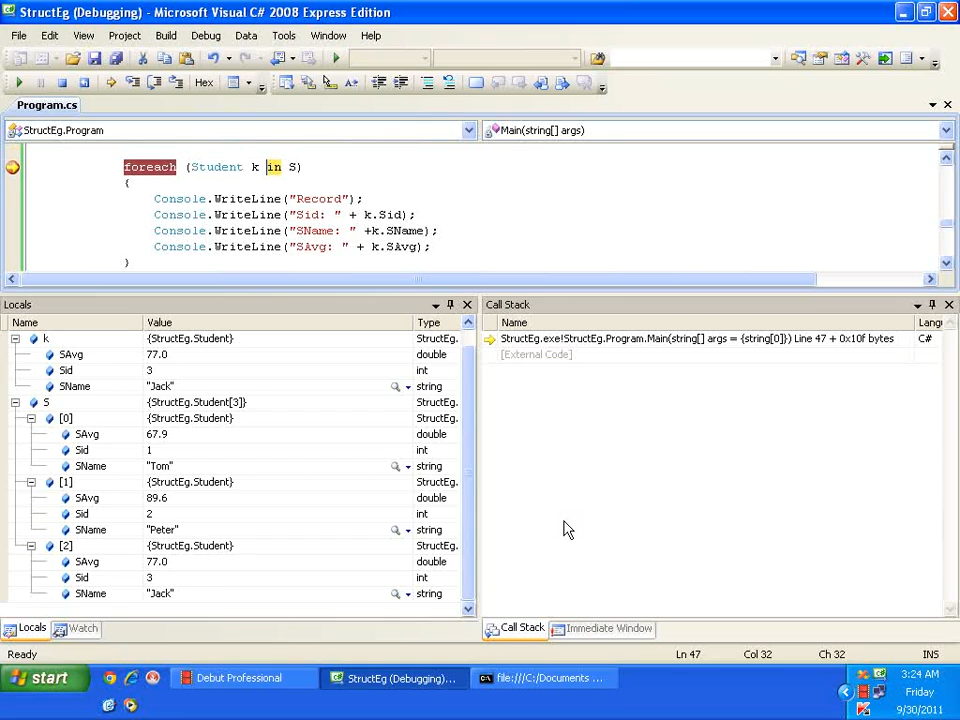 StructEg (Debugging) - Microsoft Visual C# 2008 Express Edition
File Edit View Project Build Debug Data Tools Window Help
Hex
Program.cs
StructEg.Program
Main(string[] args)
foreach (Student k in S)
{
Console.WriteLine("Record");
Console.WriteLine("Sid: " + k.Sid);
Console.WriteLine("SName: " +k.SName);
Console.WriteLine("SAvg: " + k.SAvg);
}
Locals
Name Value Type
k {StructEg.Student} StructEg.
SAvg 77.0 double
Sid 3 int
SName "Jack" string
S {StructEg.Student[3]} StructEg.
[0] {StructEg.Student} StructEg.
SAvg 67.9 double
Sid 1 int
SName "Tom" string
[1] {StructEg.Student} StructEg.
SAvg 89.6 double
Sid 2 int
SName "Peter" string
[2] {StructEg.Student} StructEg.
SAvg 77.0 double
Sid 3 int
SName "Jack" string
Locals Watch
Call Stack
Name Langu
StructEg.exe!StructEg.Program.Main(string[] args = {string[0]}) Line 47 + 0x10f bytes C#
[External Code]
Call Stack Immediate Window
Ready Ln 47 Col 32 Ch 32 INS
start Debut Professional StructEg (Debugging)... file:///C:/Documents ...
3:24 AM
Friday
9/30/2011